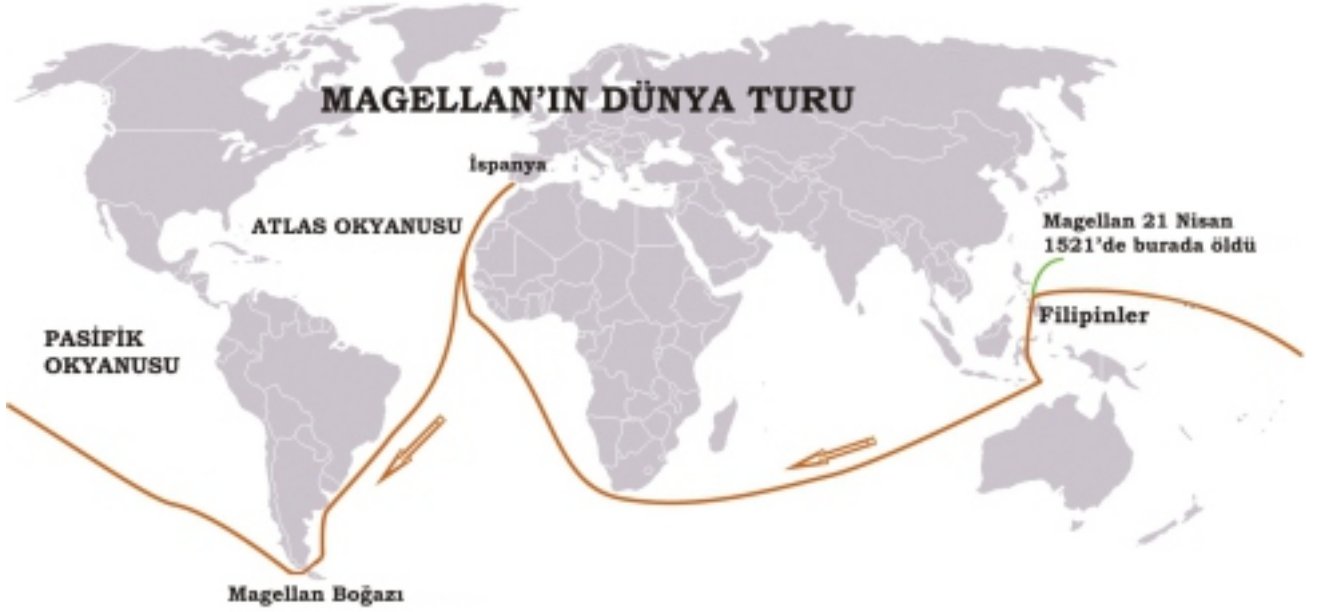 MAGELLAN'IN DÜNYA TURU
İspanya
ATLAS OKYANUSU
Magellan 21 Nisan
1521'de burada öldü
Filipinler
PASİFİK
OKYANUSU
Magellan Boğazı